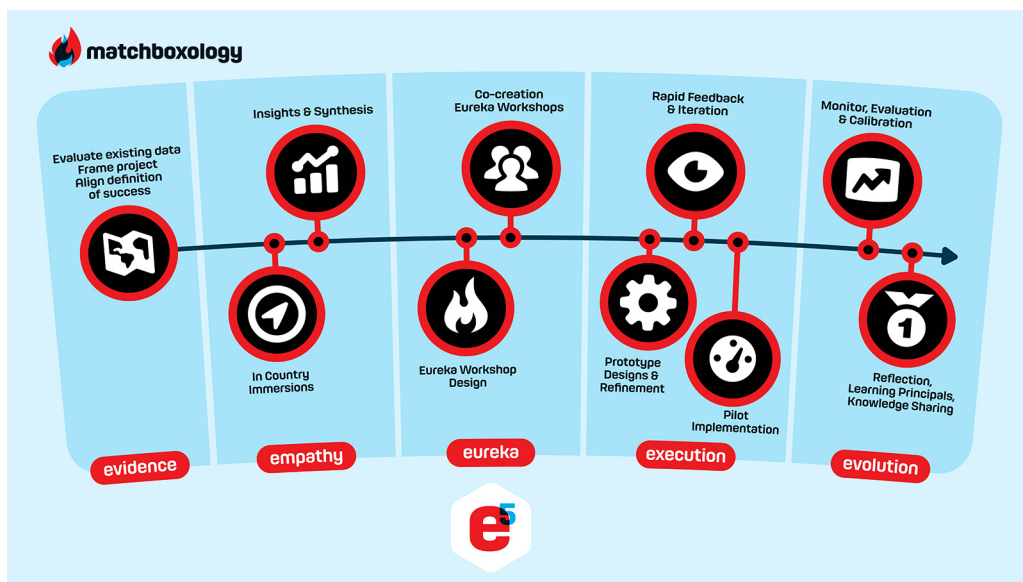 matchboxology
Evaluate existing data
Frame project
Align definition
of success
evidence
Insights & Synthesis
In Country
Immersions
empathy
Co-creation
Eureka Workshops
Eureka Workshop
Design
eureka
Rapid Feedback
& Iteration
Prototype
Designs &
Refinement
Pilot
Implementation
execution
Monitor, Evaluation
& Calibration
1
Reflection,
Learning Principals,
Knowledge Sharing
evolution
e5